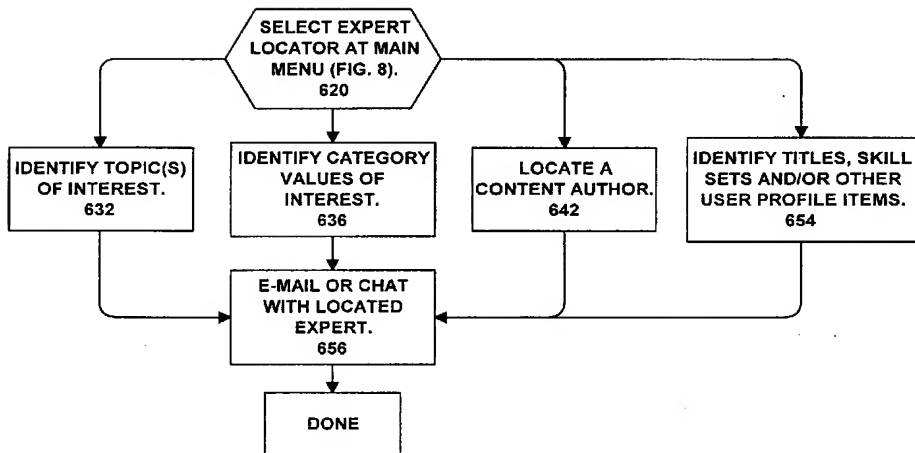 SELECT EXPERT
LOCATOR AT MAIN
MENU (FIG. 8).
620
IDENTIFY TOPIC(S)
OF INTEREST.
632
IDENTIFY CATEGORY
VALUES OF
INTEREST.
636
LOCATE A
CONTENT AUTHOR.
642
IDENTIFY TITLES, SKILL
SETS AND/OR OTHER
USER PROFILE ITEMS.
654
E-MAIL OR CHAT
WITH LOCATED
EXPERT.
656
DONE